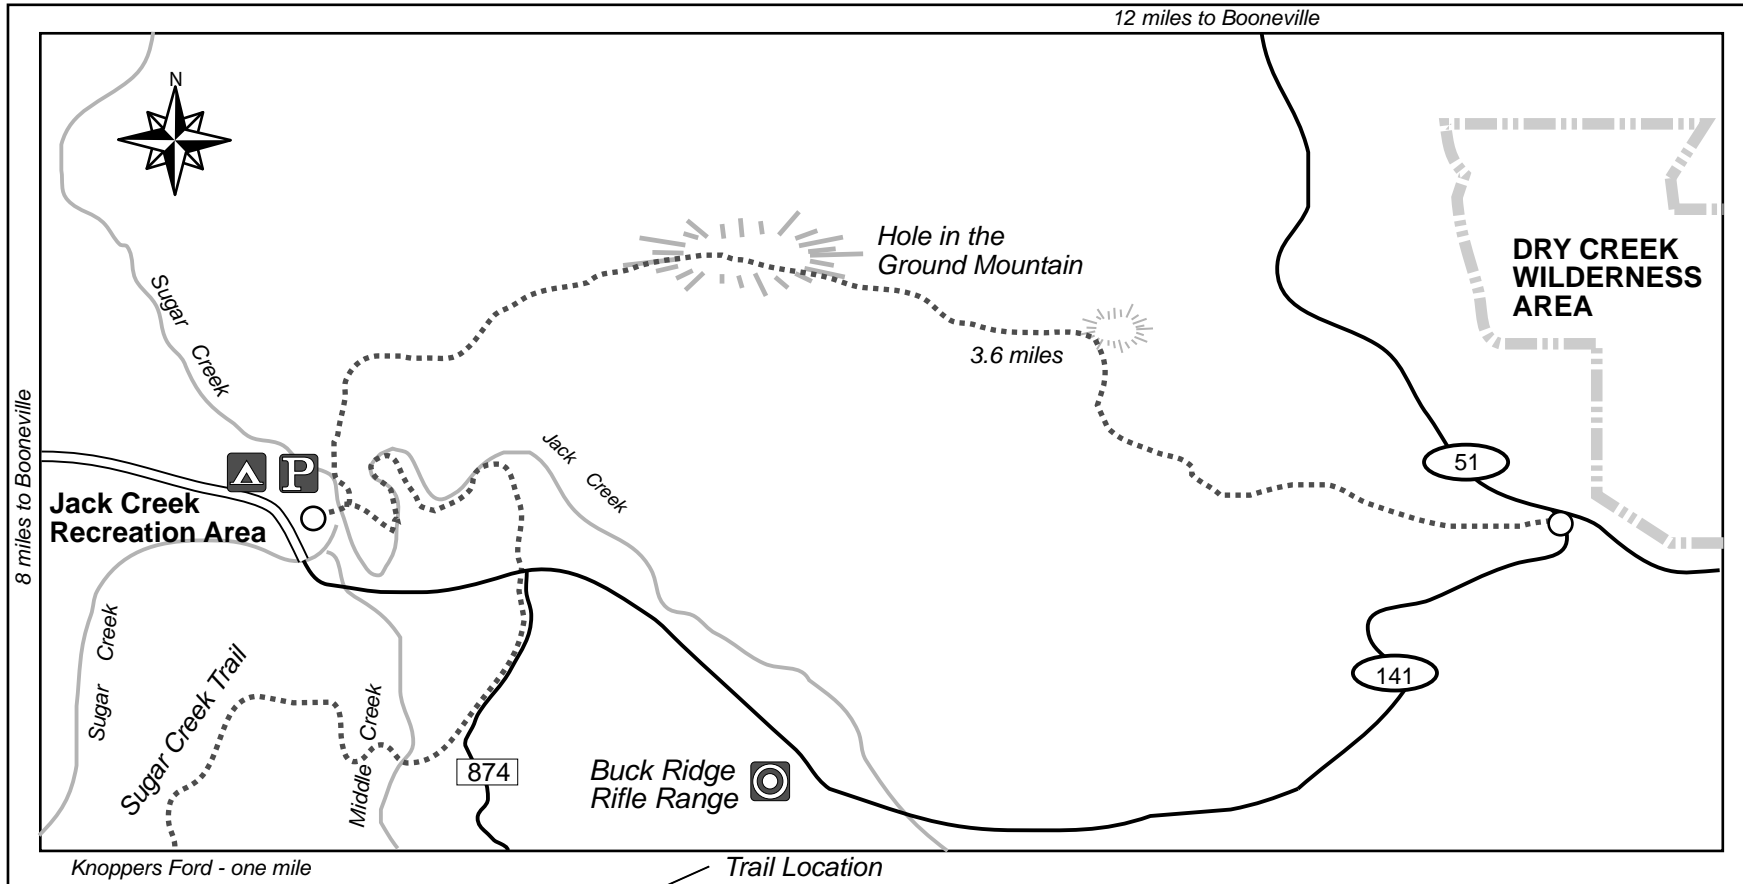 12 miles to Booneville
N
Hole in the
Ground Mountain
DRY CREEK
WILDERNESS
AREA
Sugar
Creek
3.6 miles
8 miles to Booneville
P
Jack
Creek
51
Jack Creek
Recreation Area
Sugar
Creek
Sugar Creek Trail
Middle
Creek
141
874
Buck Ridge
Rifle Range
Knoppers Ford - one mile
Trail Location